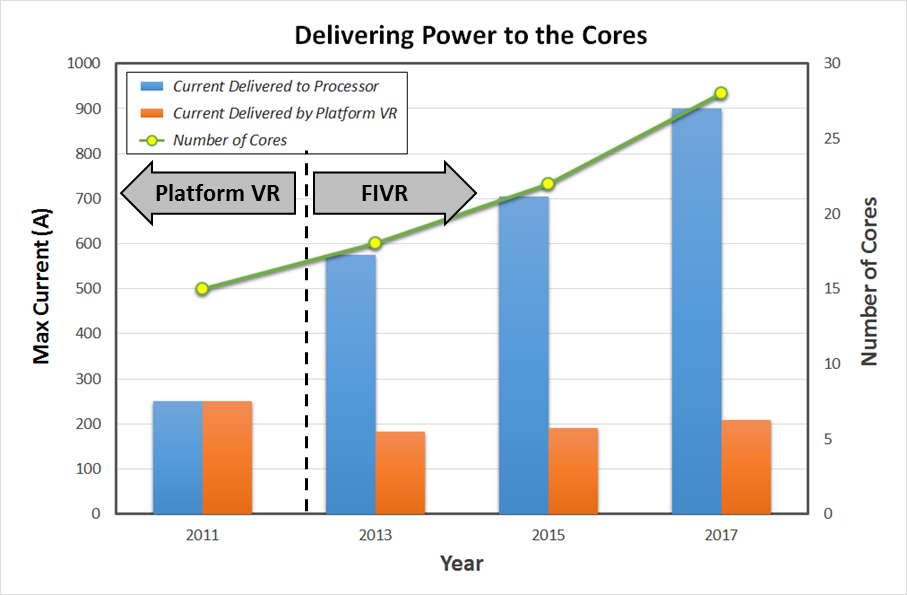 Delivering Power to the Cores
Current Delivered to Processor
Current Delivered by Platform VR
Number of Cores
Platform VR
FIVR
Max Current (A)
1000
900
800
700
600
500
400
300
200
100
0
30
25
20
15
10
5
0
Number of Cores
2011 2013 2015 2017
Year